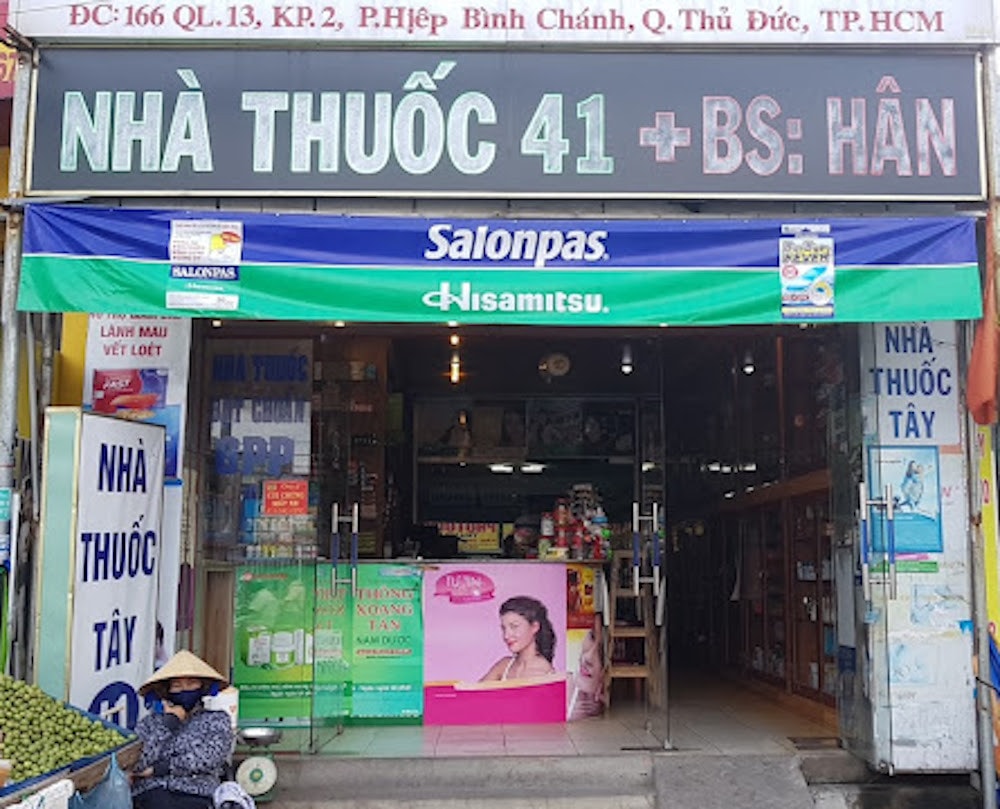 ĐC: 166 QL.13, KP. 2, P.Hiệp Bình Chánh, Q. Thủ Đức, TP.HCM
NHÀ THUỐC 41 + BS: HÂN
Salonpas
Hisamitsu
SALONPAS
LÀNH MAU
VẾT LOÉT
NHÀ THUỐC
GPP
NHÀ
THUỐC
TÂY
41
NHÀ
THUỐC
TÂY
THÔNG
XOANG
TÁN
NAM DƯỢC